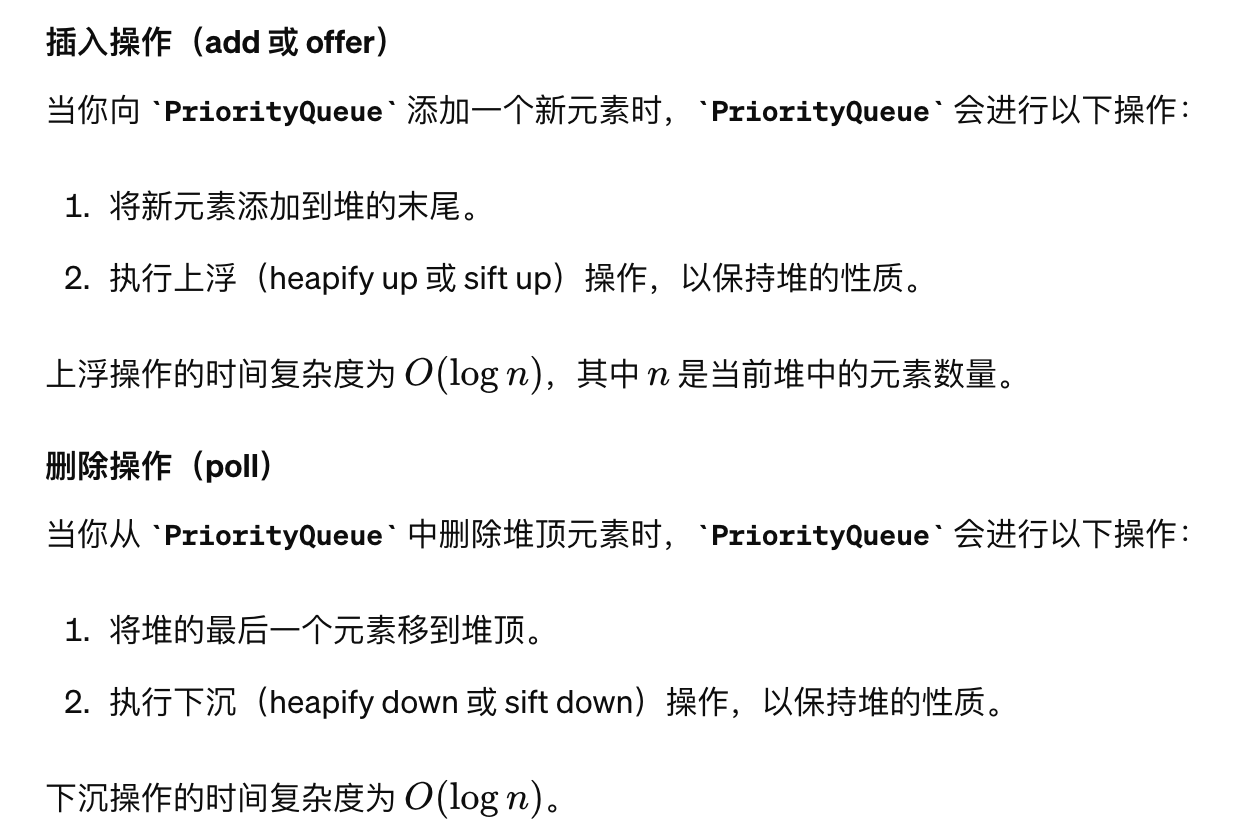 插入操作（add 或 offer）
当你向 `PriorityQueue` 添加一个新元素时，`PriorityQueue` 会进行以下操作：
1. 将新元素添加到堆的末尾。
2. 执行上浮（heapify up 或 sift up）操作，以保持堆的性质。
上浮操作的时间复杂度为 O(log n)，其中 n 是当前堆中的元素数量。
删除操作（poll）
当你从 `PriorityQueue` 中删除堆顶元素时，`PriorityQueue` 会进行以下操作：
1. 将堆的最后一个元素移到堆顶。
2. 执行下沉（heapify down 或 sift down）操作，以保持堆的性质。
下沉操作的时间复杂度为 O(log n)。